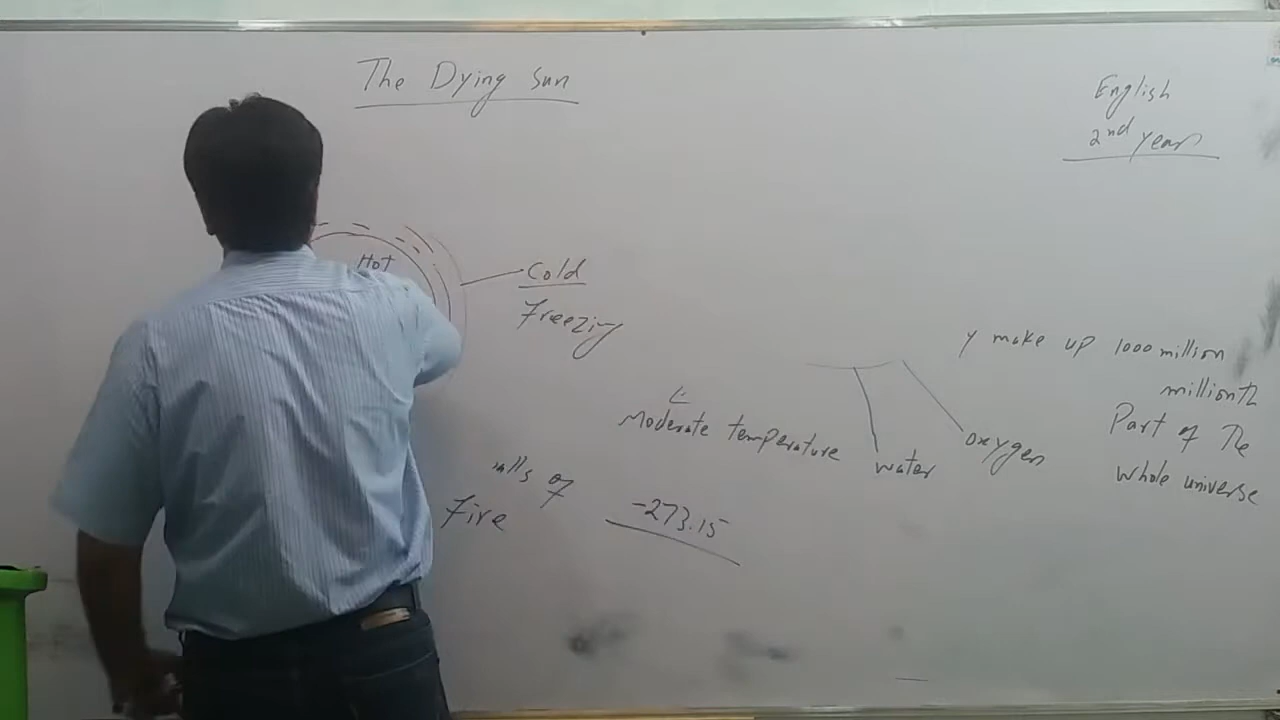 The Dying Sun
English
2nd year
Hot
Cold
Freezing
y make up 1000 million
millionth
Part of The
whole universe
Moderate temperature
water
oxygen
of
Fire
-273.15